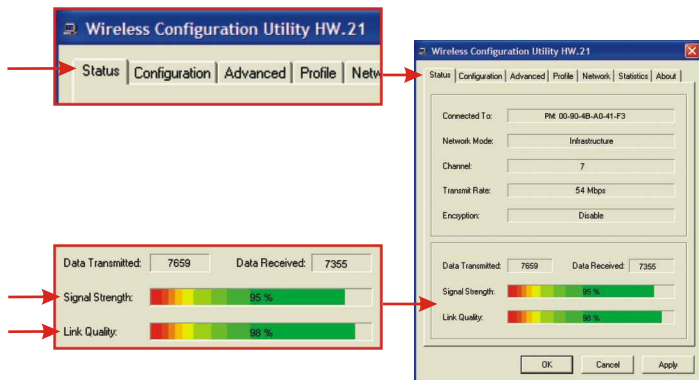 Wireless Configuration Utility HW.21
Status Configuration Advanced Profile Netw
Data Transmitted: 7659 Data Received: 7355
Signal Strength: 95 %
Link Quality: 98 %
Wireless Configuration Utility HW.21
Status Configuration Advanced Profile Network Statistics About
Connected To: PM: 00-90-4B-A0-41-F3
Network Mode: Infrastructure
Channel: 7
Transmit Rate: 54 Mbps
Encryption: Disable
Data Transmitted: 7659 Data Received: 7355
Signal Strength: 95 %
Link Quality: 98 %
OK Cancel Apply